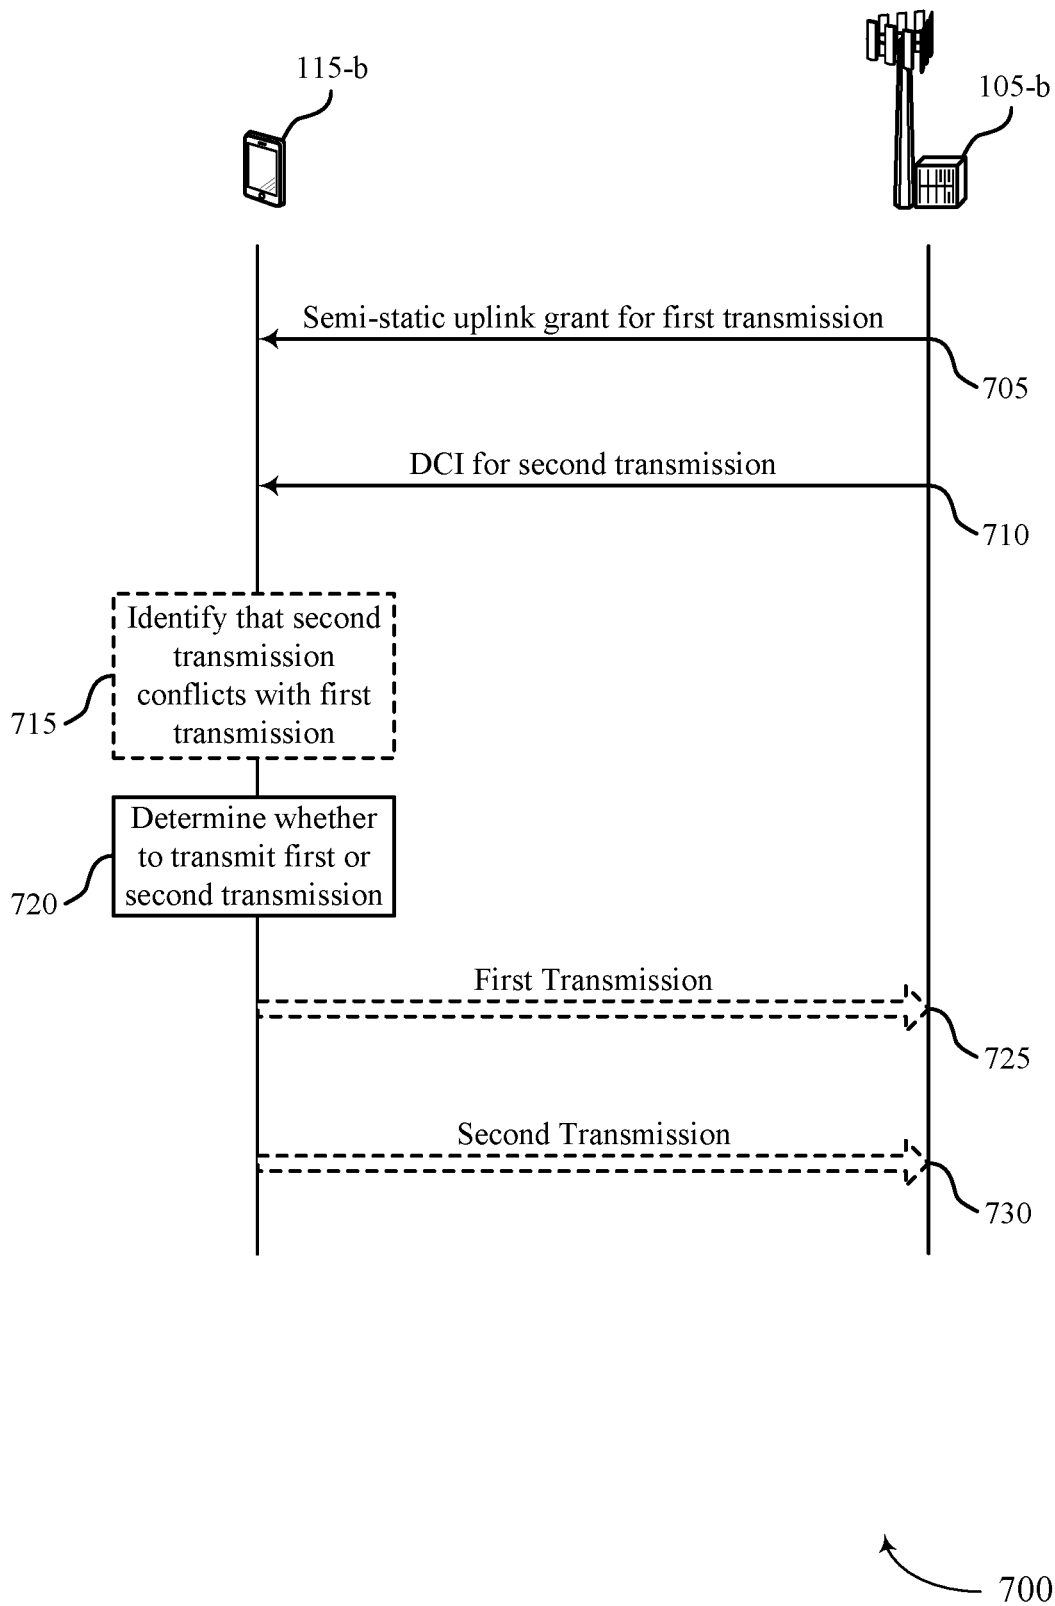 115-b
105-b
Semi-static uplink grant for first transmission
705
DCI for second transmission
710
Identify that second
transmission
conflicts with first
transmission
715
Determine whether
to transmit first or
second transmission
720
First Transmission
725
Second Transmission
730
700